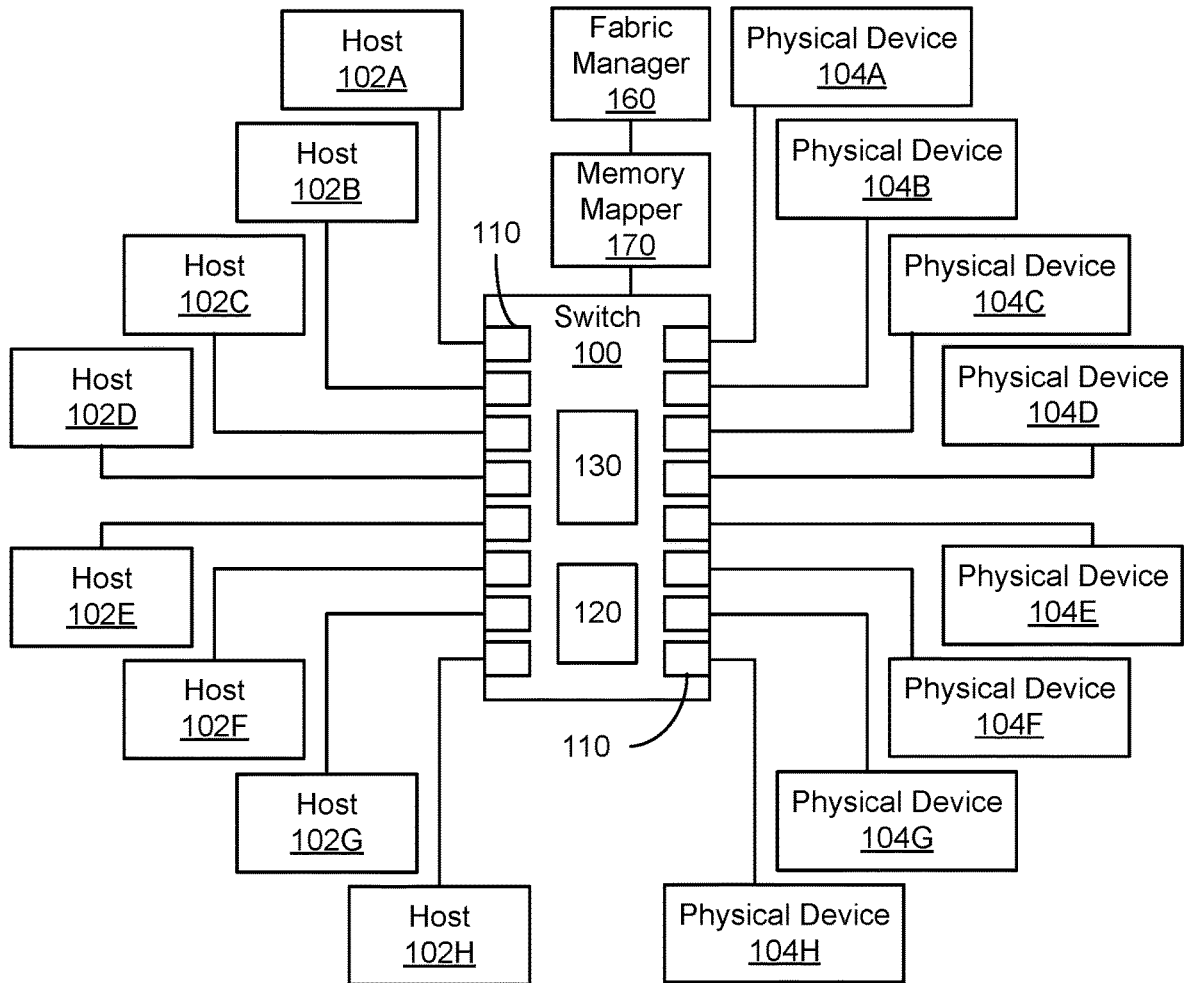 Host
102A
Fabric
Manager
160
Physical Device
104A
Host
102B
Memory
Mapper
170
Physical Device
104B
110
Host
102C
Physical Device
104C
Switch
100
Host
102D
Physical Device
104D
130
Host
102E
120
Physical Device
104E
Host
102F
110
Physical Device
104F
Host
102G
Physical Device
104G
Host
102H
Physical Device
104H